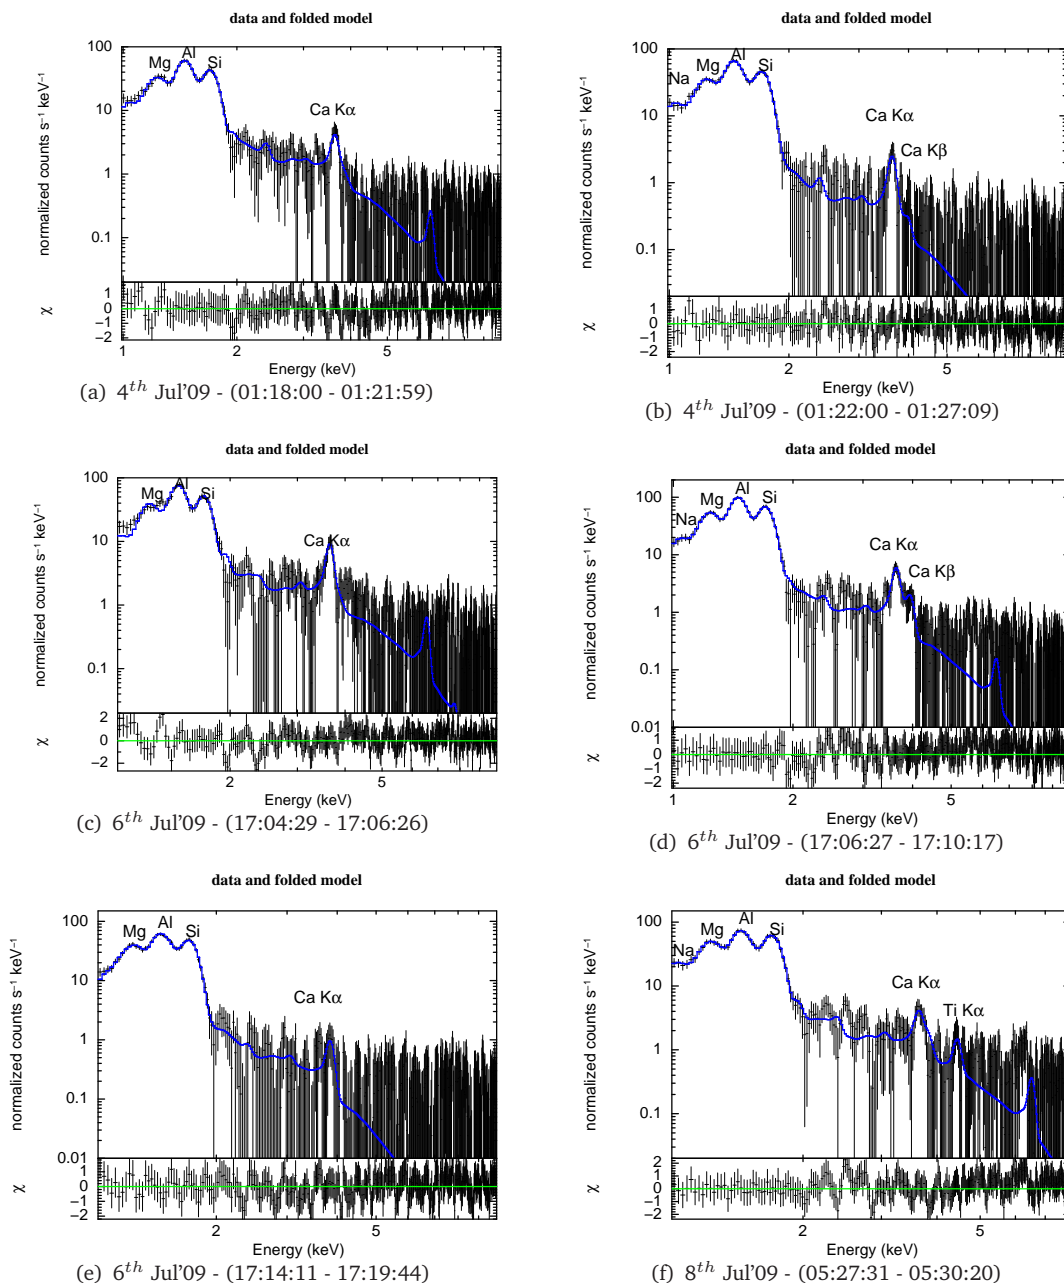 data and folded model
normalized counts s⁻¹ keV⁻¹
100
10
1
0.1
Mg
Al
Si
Ca Kα
χ
1
0
−1
−2
1
2
5
Energy (keV)
(a) 4th Jul'09 - (01:18:00 - 01:21:59)
data and folded model
normalized counts s⁻¹ keV⁻¹
100
10
1
0.1
Na
Mg
Al
Si
Ca Kα
Ca Kβ
χ
1
0
−1
−2
2
5
1
Energy (keV)
(b) 4th Jul'09 - (01:22:00 - 01:27:09)
data and folded model
normalized counts s⁻¹ keV⁻¹
100
10
1
0.1
Mg
Al
Si
Ca Kα
χ
2
0
−2
2
5
Energy (keV)
(c) 6th Jul'09 - (17:04:29 - 17:06:26)
data and folded model
normalized counts s⁻¹ keV⁻¹
100
10
1
0.1
0.01
Na
Mg
Al
Si
Ca Kα
Ca Kβ
χ
1
0
−1
−2
1
2
5
Energy (keV)
(d) 6th Jul'09 - (17:06:27 - 17:10:17)
data and folded model
normalized counts s⁻¹ keV⁻¹
100
10
1
0.1
0.01
Mg
Al
Si
Ca Kα
χ
1
0
−1
−2
2
5
Energy (keV)
(e) 6th Jul'09 - (17:14:11 - 17:19:44)
data and folded model
normalized counts s⁻¹ keV⁻¹
100
10
1
0.1
Na
Mg
Al
Si
Ca Kα
Ti Kα
χ
2
1
0
−1
−2
2
5
Energy (keV)
(f) 8th Jul'09 - (05:27:31 - 05:30:20)